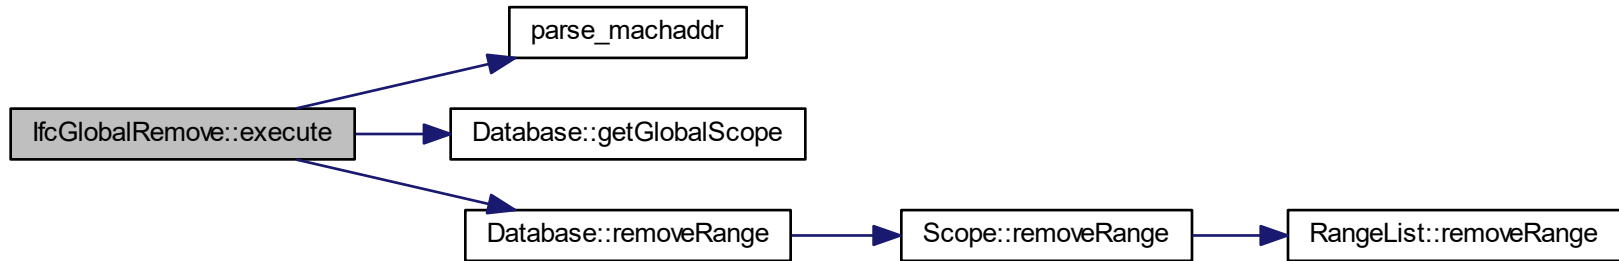 parse_machaddr
IfcGlobalRemove::execute
Database::getGlobalScope
Database::removeRange
Scope::removeRange
RangeList::removeRange